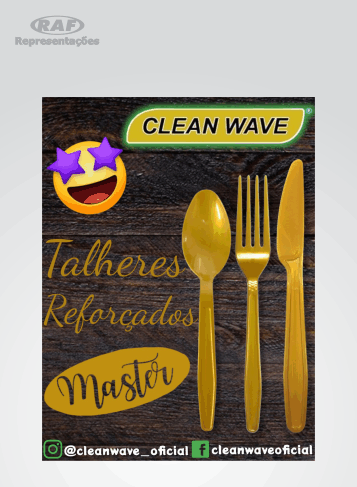 RAF
Representações
CLEAN WAVE®
Talheres
Reforçados
Master
@cleanwave_oficial cleanwaveoficial